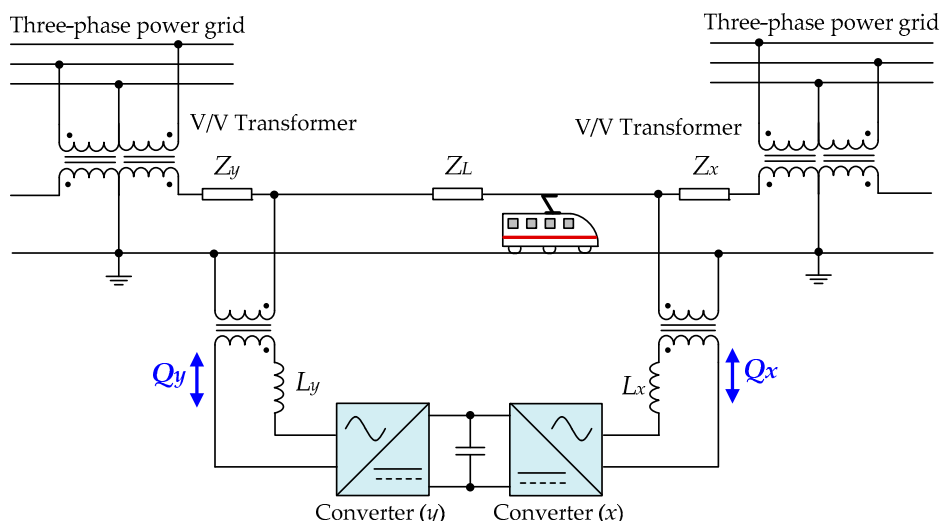 Three-phase power grid
Three-phase power grid
V/V Transformer
V/V Transformer
Zy
ZL
Zx
Qy
Ly
Lx
Qx
Converter (y)
Converter (x)